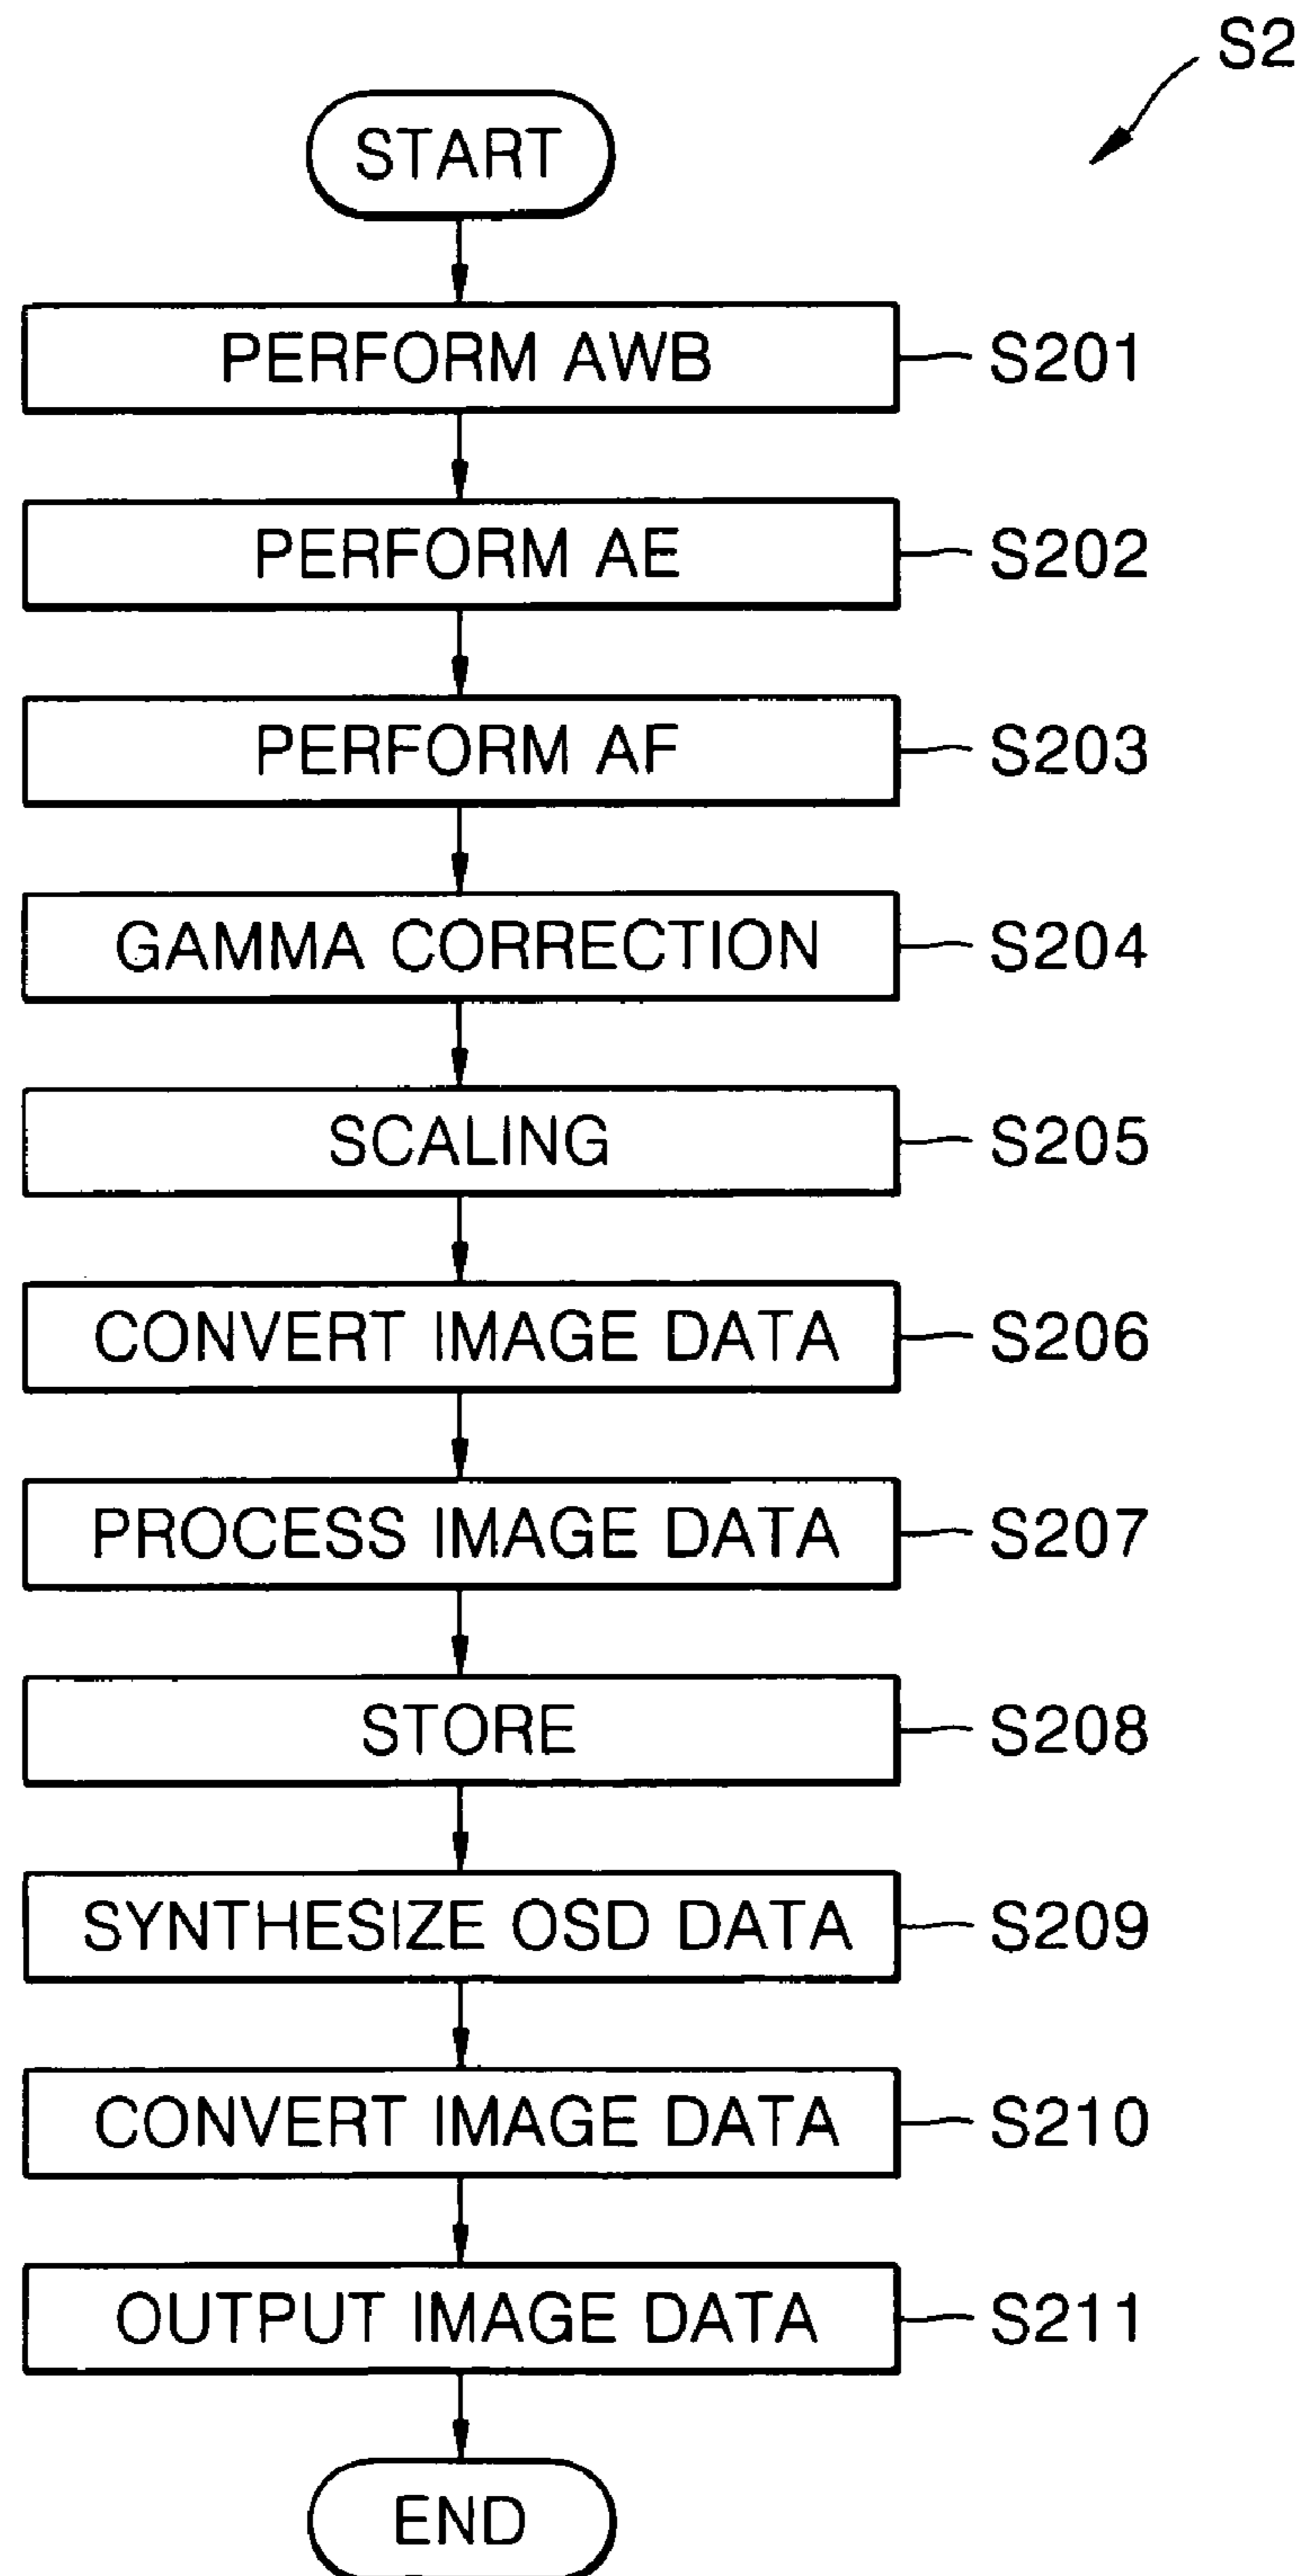 S2
START
PERFORM AWB S201
PERFORM AE S202
PERFORM AF S203
GAMMA CORRECTION S204
SCALING S205
CONVERT IMAGE DATA S206
PROCESS IMAGE DATA S207
STORE S208
SYNTHESIZE OSD DATA S209
CONVERT IMAGE DATA S210
OUTPUT IMAGE DATA S211
END